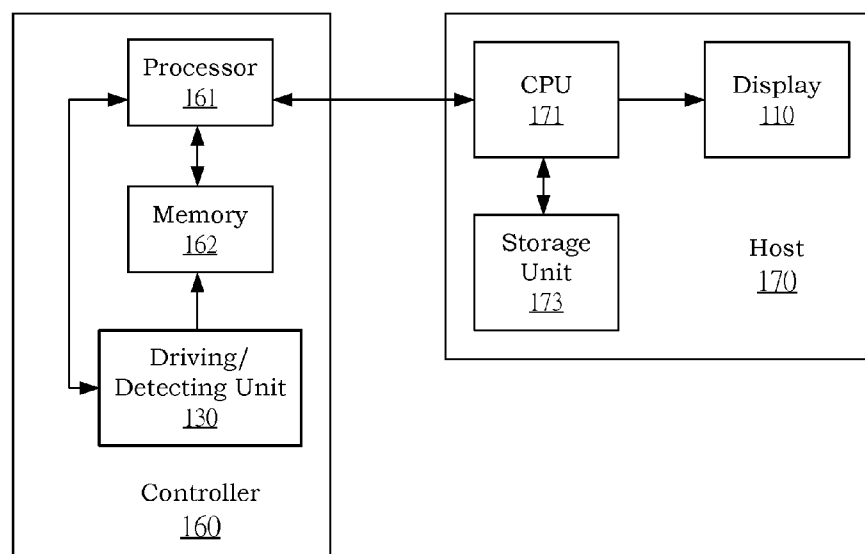 Processor
161
Memory
162
Driving/
Detecting Unit
130
Controller
160
CPU
171
Display
110
Storage
Unit
173
Host
170